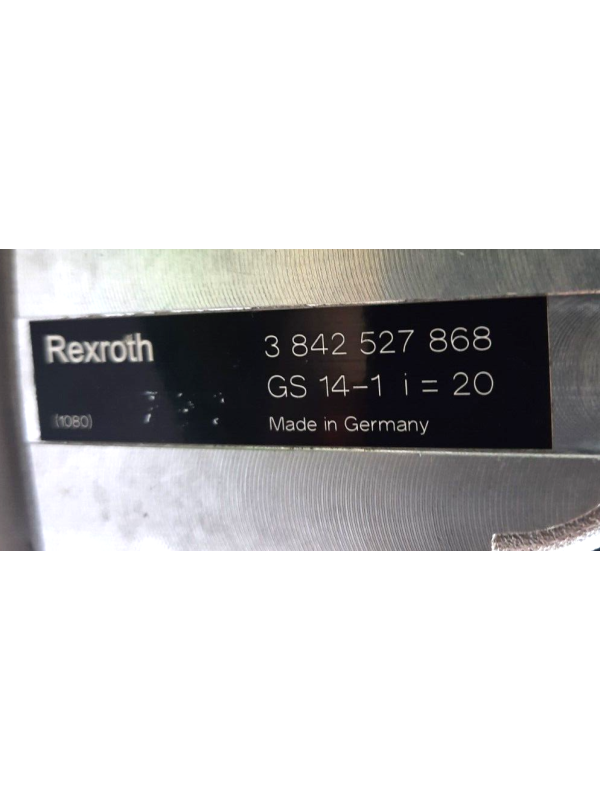 Rexroth
3 842 527 868
GS 14-1 i = 20
(1080)
Made in Germany